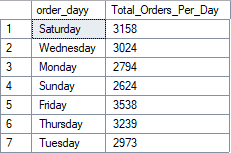 order_dayy Total_Orders_Per_Day
1 Saturday 3158
2 Wednesday 3024
3 Monday 2794
4 Sunday 2624
5 Friday 3538
6 Thursday 3239
7 Tuesday 2973